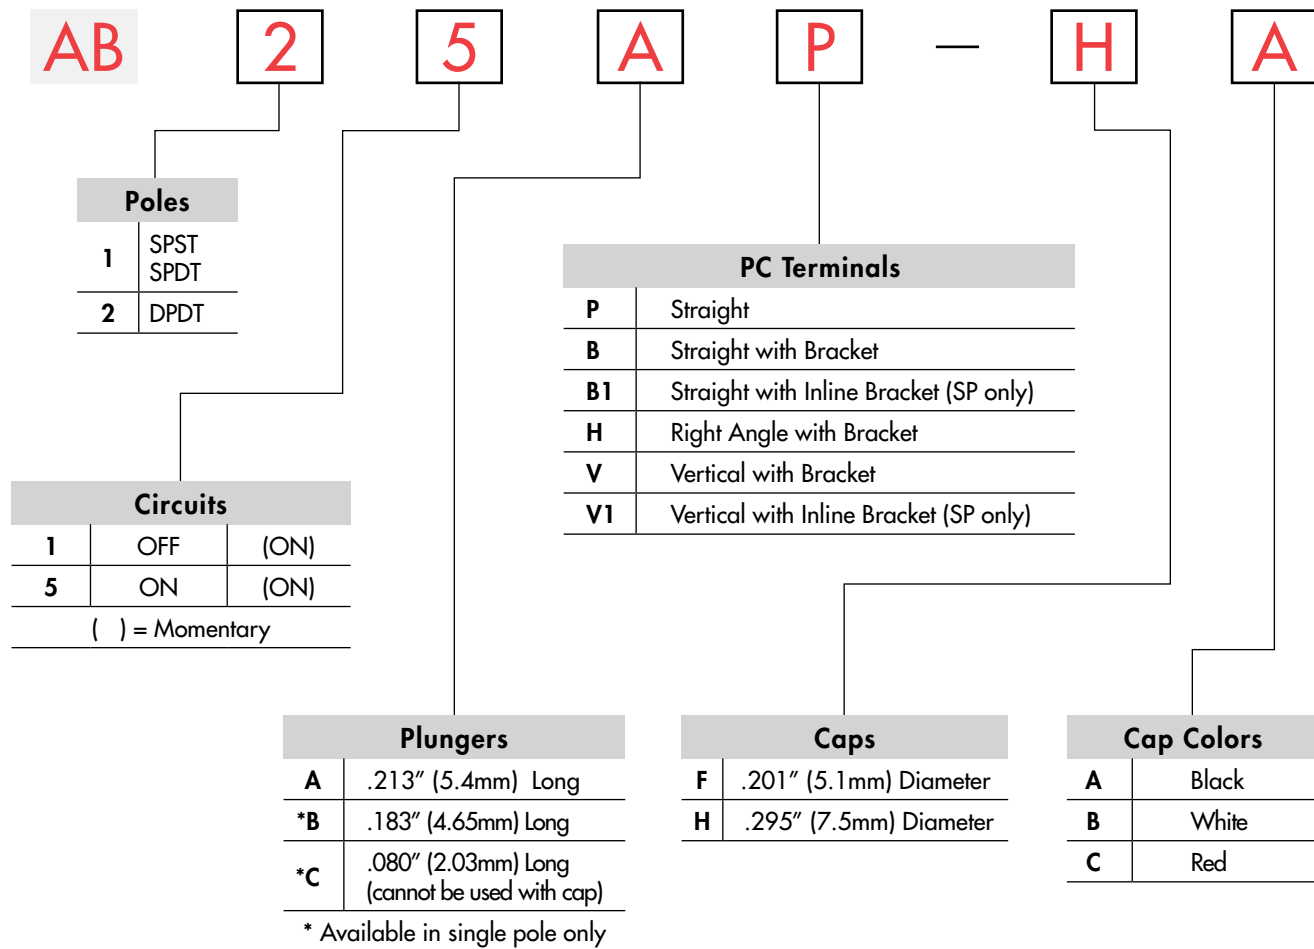 AB 2 5 A P — H A
Poles
1 SPST
SPDT
2 DPDT
PC Terminals
P Straight
B Straight with Bracket
B1 Straight with Inline Bracket (SP only)
H Right Angle with Bracket
V Vertical with Bracket
V1 Vertical with Inline Bracket (SP only)
Circuits
1 OFF (ON)
5 ON (ON)
( ) = Momentary
Plungers
A .213″ (5.4mm) Long
*B .183″ (4.65mm) Long
*C .080″ (2.03mm) Long
(cannot be used with cap)
* Available in single pole only
Caps
F .201″ (5.1mm) Diameter
H .295″ (7.5mm) Diameter
Cap Colors
A Black
B White
C Red